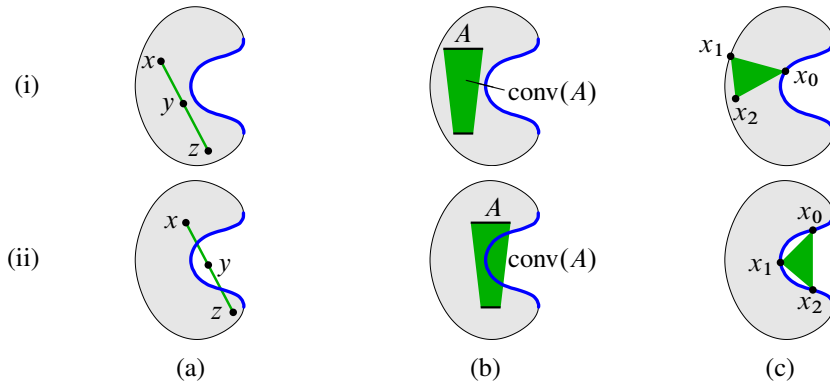 (i)
x
y
z
A
conv(A)
x₁
x₀
x₂
(ii)
x
y
z
A
conv(A)
x₀
x₁
x₂
(a)
(b)
(c)